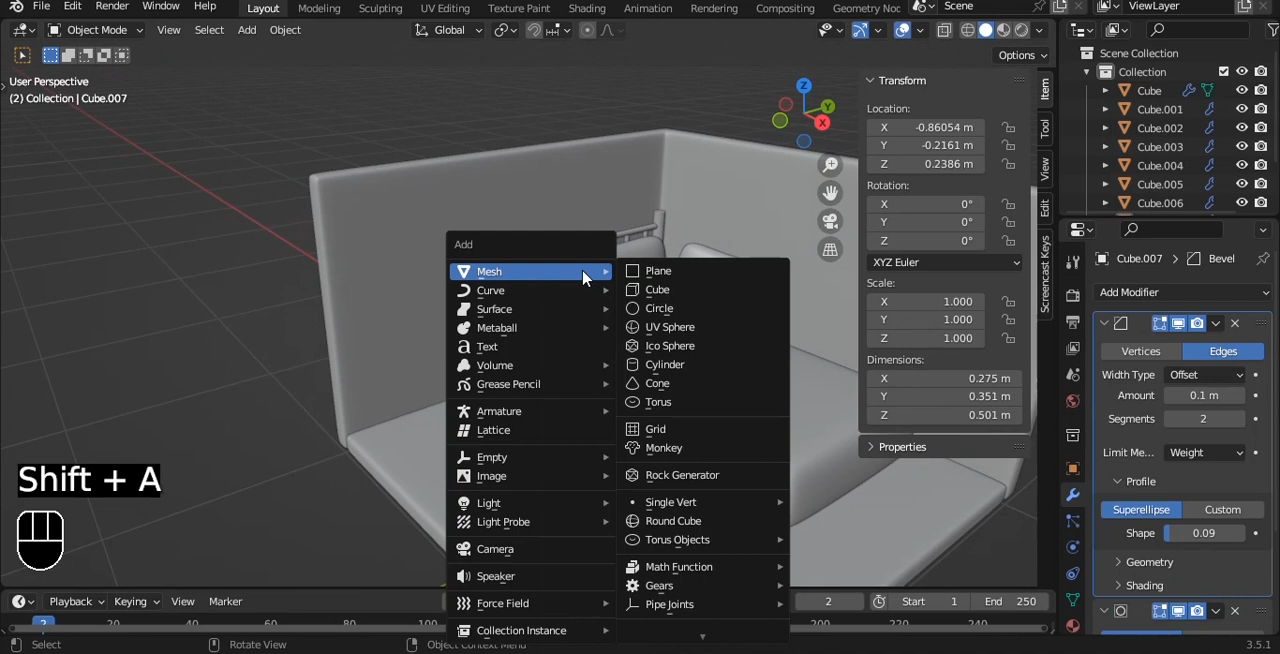 File Edit Render Window Help Layout Modeling Sculpting UV Editing Texture Paint Shading Animation Rendering Compositing Geometry Noc Scene ViewLayer
Object Mode View Select Add Object Global
Options
User Perspective
(2) Collection | Cube.007
Z
Y
X
Transform
Location:
X -0.86054 m
Y -0.2161 m
Z 0.2386 m
Rotation:
X 0°
Y 0°
Z 0°
XYZ Euler
Scale:
X 1.000
Y 1.000
Z 1.000
Dimensions:
X 0.275 m
Y 0.351 m
Z 0.501 m
Properties
Item
Tool
View
Edit
Screencast Keys
Add
Mesh
Curve
Surface
Metaball
Text
Volume
Grease Pencil
Armature
Lattice
Empty
Image
Light
Light Probe
Camera
Speaker
Force Field
Collection Instance
Plane
Cube
Circle
UV Sphere
Ico Sphere
Cylinder
Cone
Torus
Grid
Monkey
Rock Generator
Single Vert
Round Cube
Torus Objects
Math Function
Gears
Pipe Joints
Shift + A
Scene Collection
Collection
Cube
Cube.001
Cube.002
Cube.003
Cube.004
Cube.005
Cube.006
Cube.007 Bevel
Add Modifier
Vertices Edges
Width Type Offset
Amount 0.1 m
Segments 2
Limit Me... Weight
Profile
Superellipse Custom
Shape 0.09
Geometry
Shading
Playback Keying View Marker 2 Start 1 End 250
2 20 40 60 80 200 220 240
Select Rotate View Object Context Menu 3.5.1